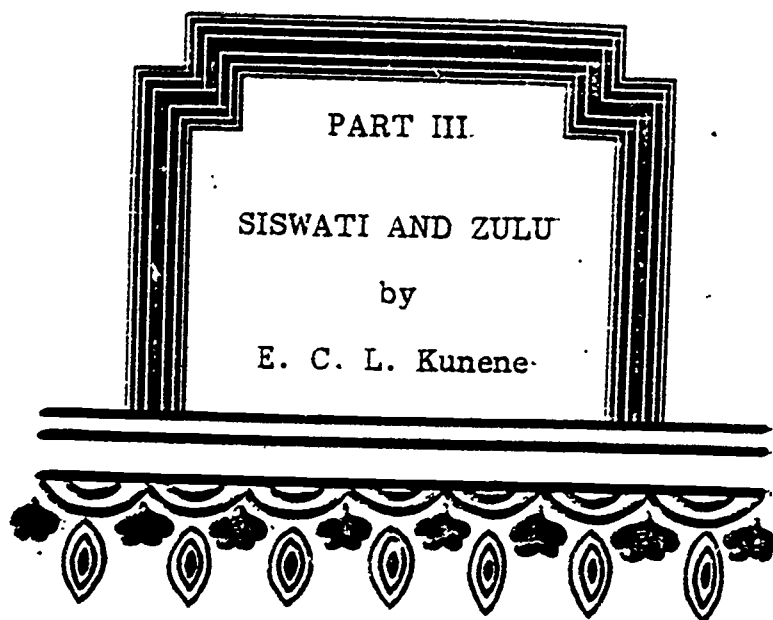 PART III
SISWATI AND ZULU
by
E. C. L. Kunene